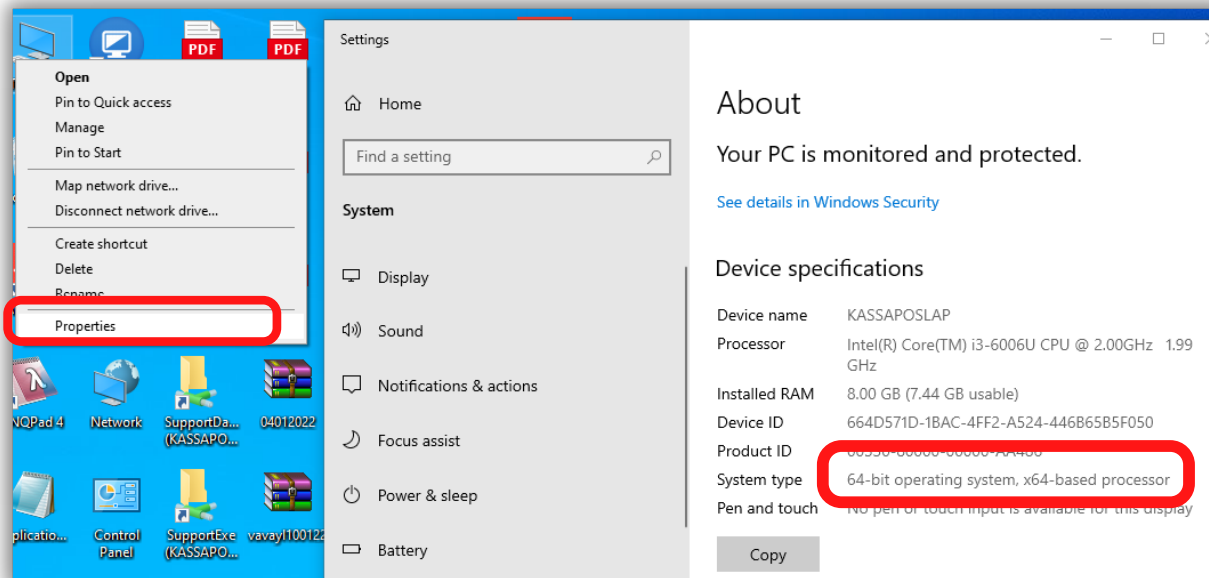 PDF
PDF
Open
Pin to Quick access
Manage
Pin to Start
Map network drive...
Disconnect network drive...
Create shortcut
Delete
Rename
Properties
NQPad 4
Network
SupportDa...
(KASSAPO...
04012022
plicatio...
Control
Panel
SupportExe
(KASSAPO...
vavayl100122
Settings
Home
Find a setting
System
Display
Sound
Notifications & actions
Focus assist
Power & sleep
Battery
About
Your PC is monitored and protected.
See details in Windows Security
Device specifications
Device name KASSAPOSLAP
Processor Intel(R) Core(TM) i3-6006U CPU @ 2.00GHz 1.99
GHz
Installed RAM 8.00 GB (7.44 GB usable)
Device ID 664D571D-1BAC-4FF2-A524-446B65B5F050
Product ID
System type 64-bit operating system, x64-based processor
Pen and touch No pen or touch input is available for this display
Copy